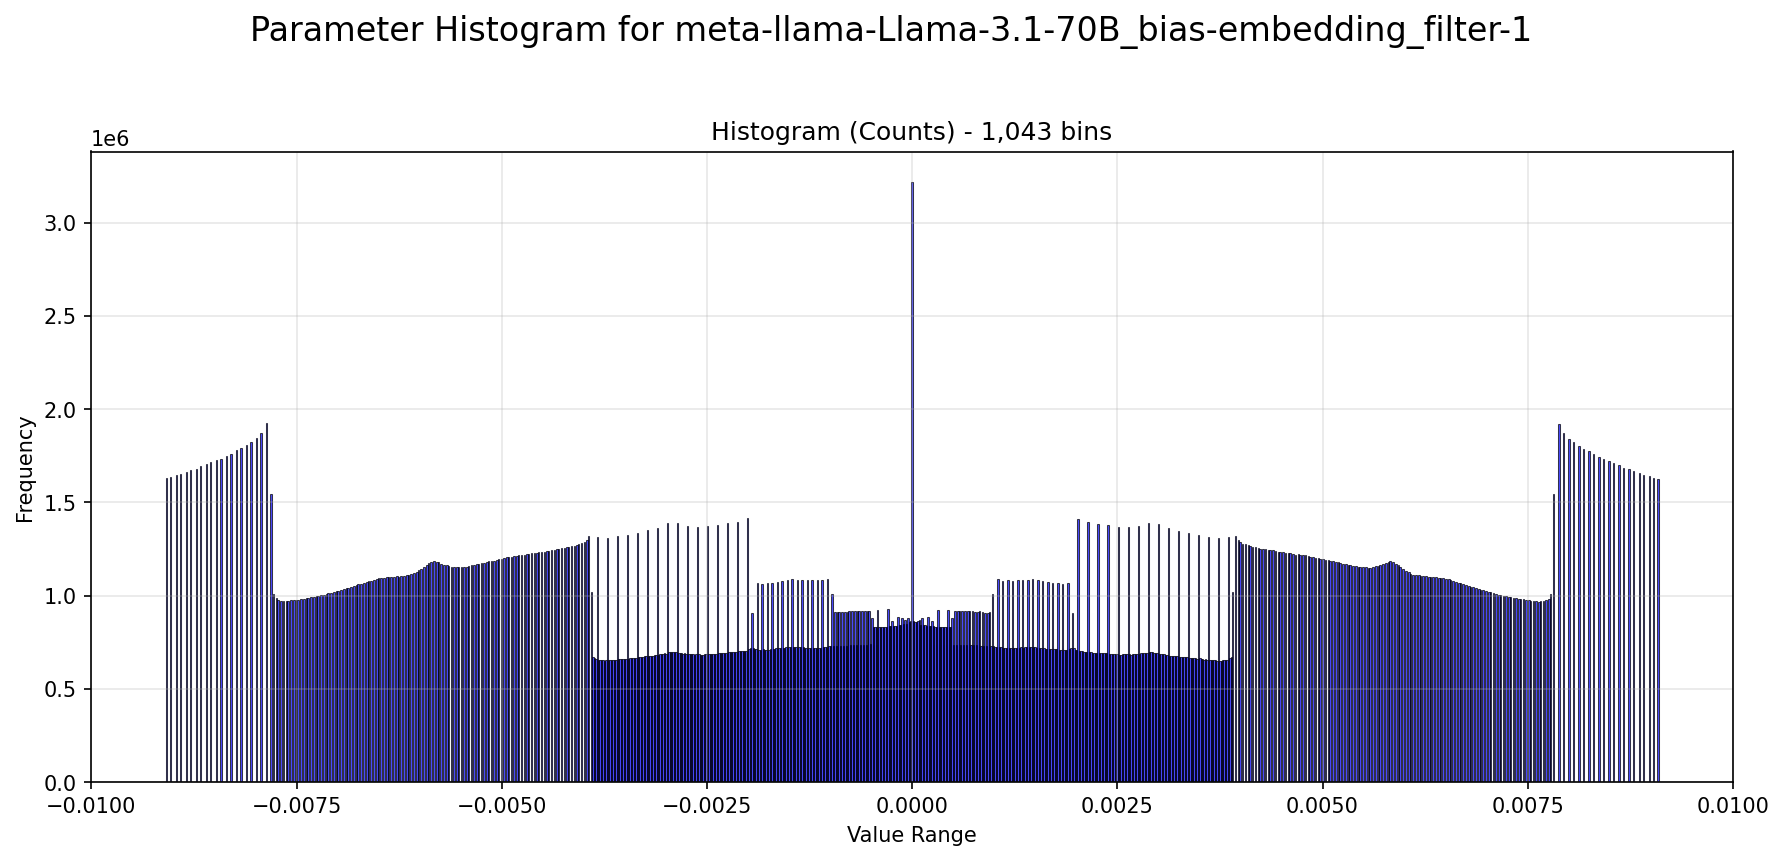 Parameter Histogram for meta-llama-Llama-3.1-70B_bias-embedding_filter-1
Histogram (Counts) - 1,043 bins
1e6
3.0
2.5
2.0
1.5
1.0
0.5
0.0
Frequency
−0.0100 −0.0075 −0.0050 −0.0025 0.0000 0.0025 0.0050 0.0075 0.0100
Value Range